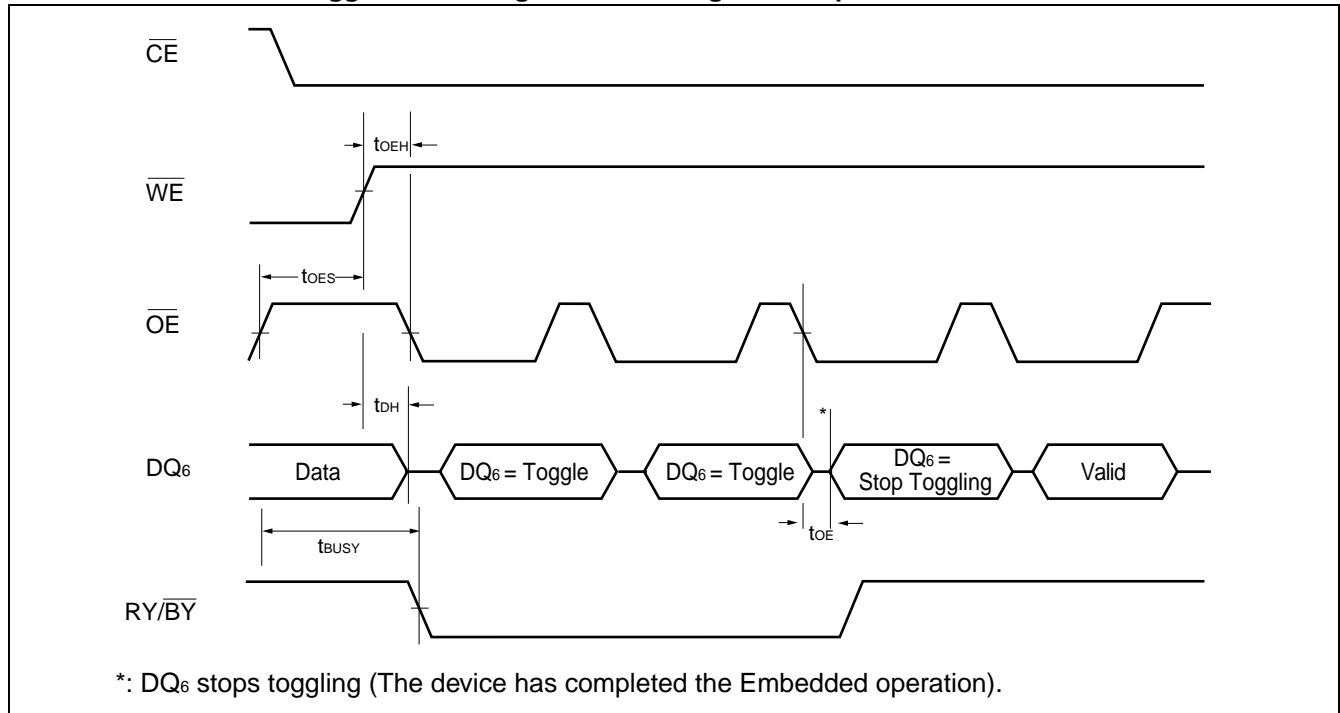 CE
tOEH
WE
tOES
OE
tDH
*
DQ6
Data
DQ6 = Toggle
DQ6 = Toggle
DQ6 =
Stop Toggling
Valid
tOE
tBUSY
RY/BY
*: DQ6 stops toggling (The device has completed the Embedded operation).